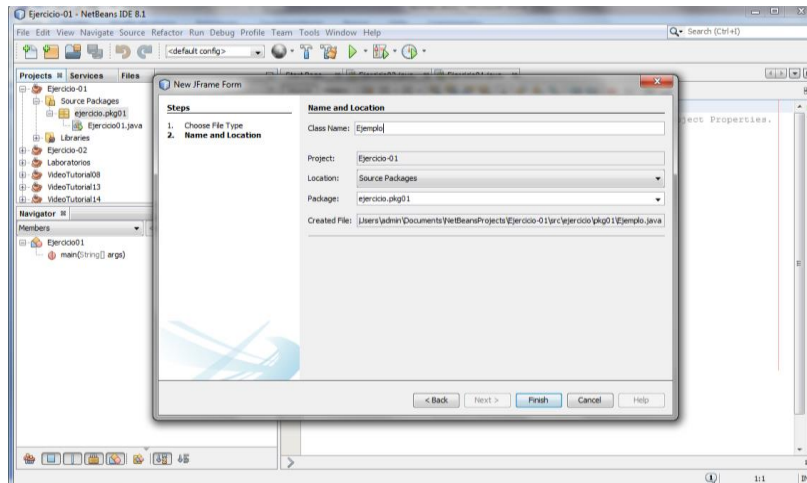 Ejercicio-01 - NetBeans IDE 8.1
File Edit View Navigate Source Refactor Run Debug Profile Team Tools Window Help
Search (Ctrl+I)
<default config>
Projects Services Files
Ejercicio-01
Source Packages
ejercicio.pkg01
Ejercicio01.java
Libraries
Ejercicio-02
Laboratorios
VideoTutorial08
VideoTutorial13
VideoTutorial14
Navigator
Members
Ejercicio01
main(String[] args)
New JFrame Form
Steps
1. Choose File Type
2. Name and Location
Name and Location
Class Name: Ejemplo
Project: Ejercicio-01
Location: Source Packages
Package: ejercicio.pkg01
Created File: Users\admin\Documents\NetBeansProjects\Ejercicio-01\src\ejercicio\pkg01\Ejemplo.java
< Back Next > Finish Cancel Help
ject Properties.
1:1